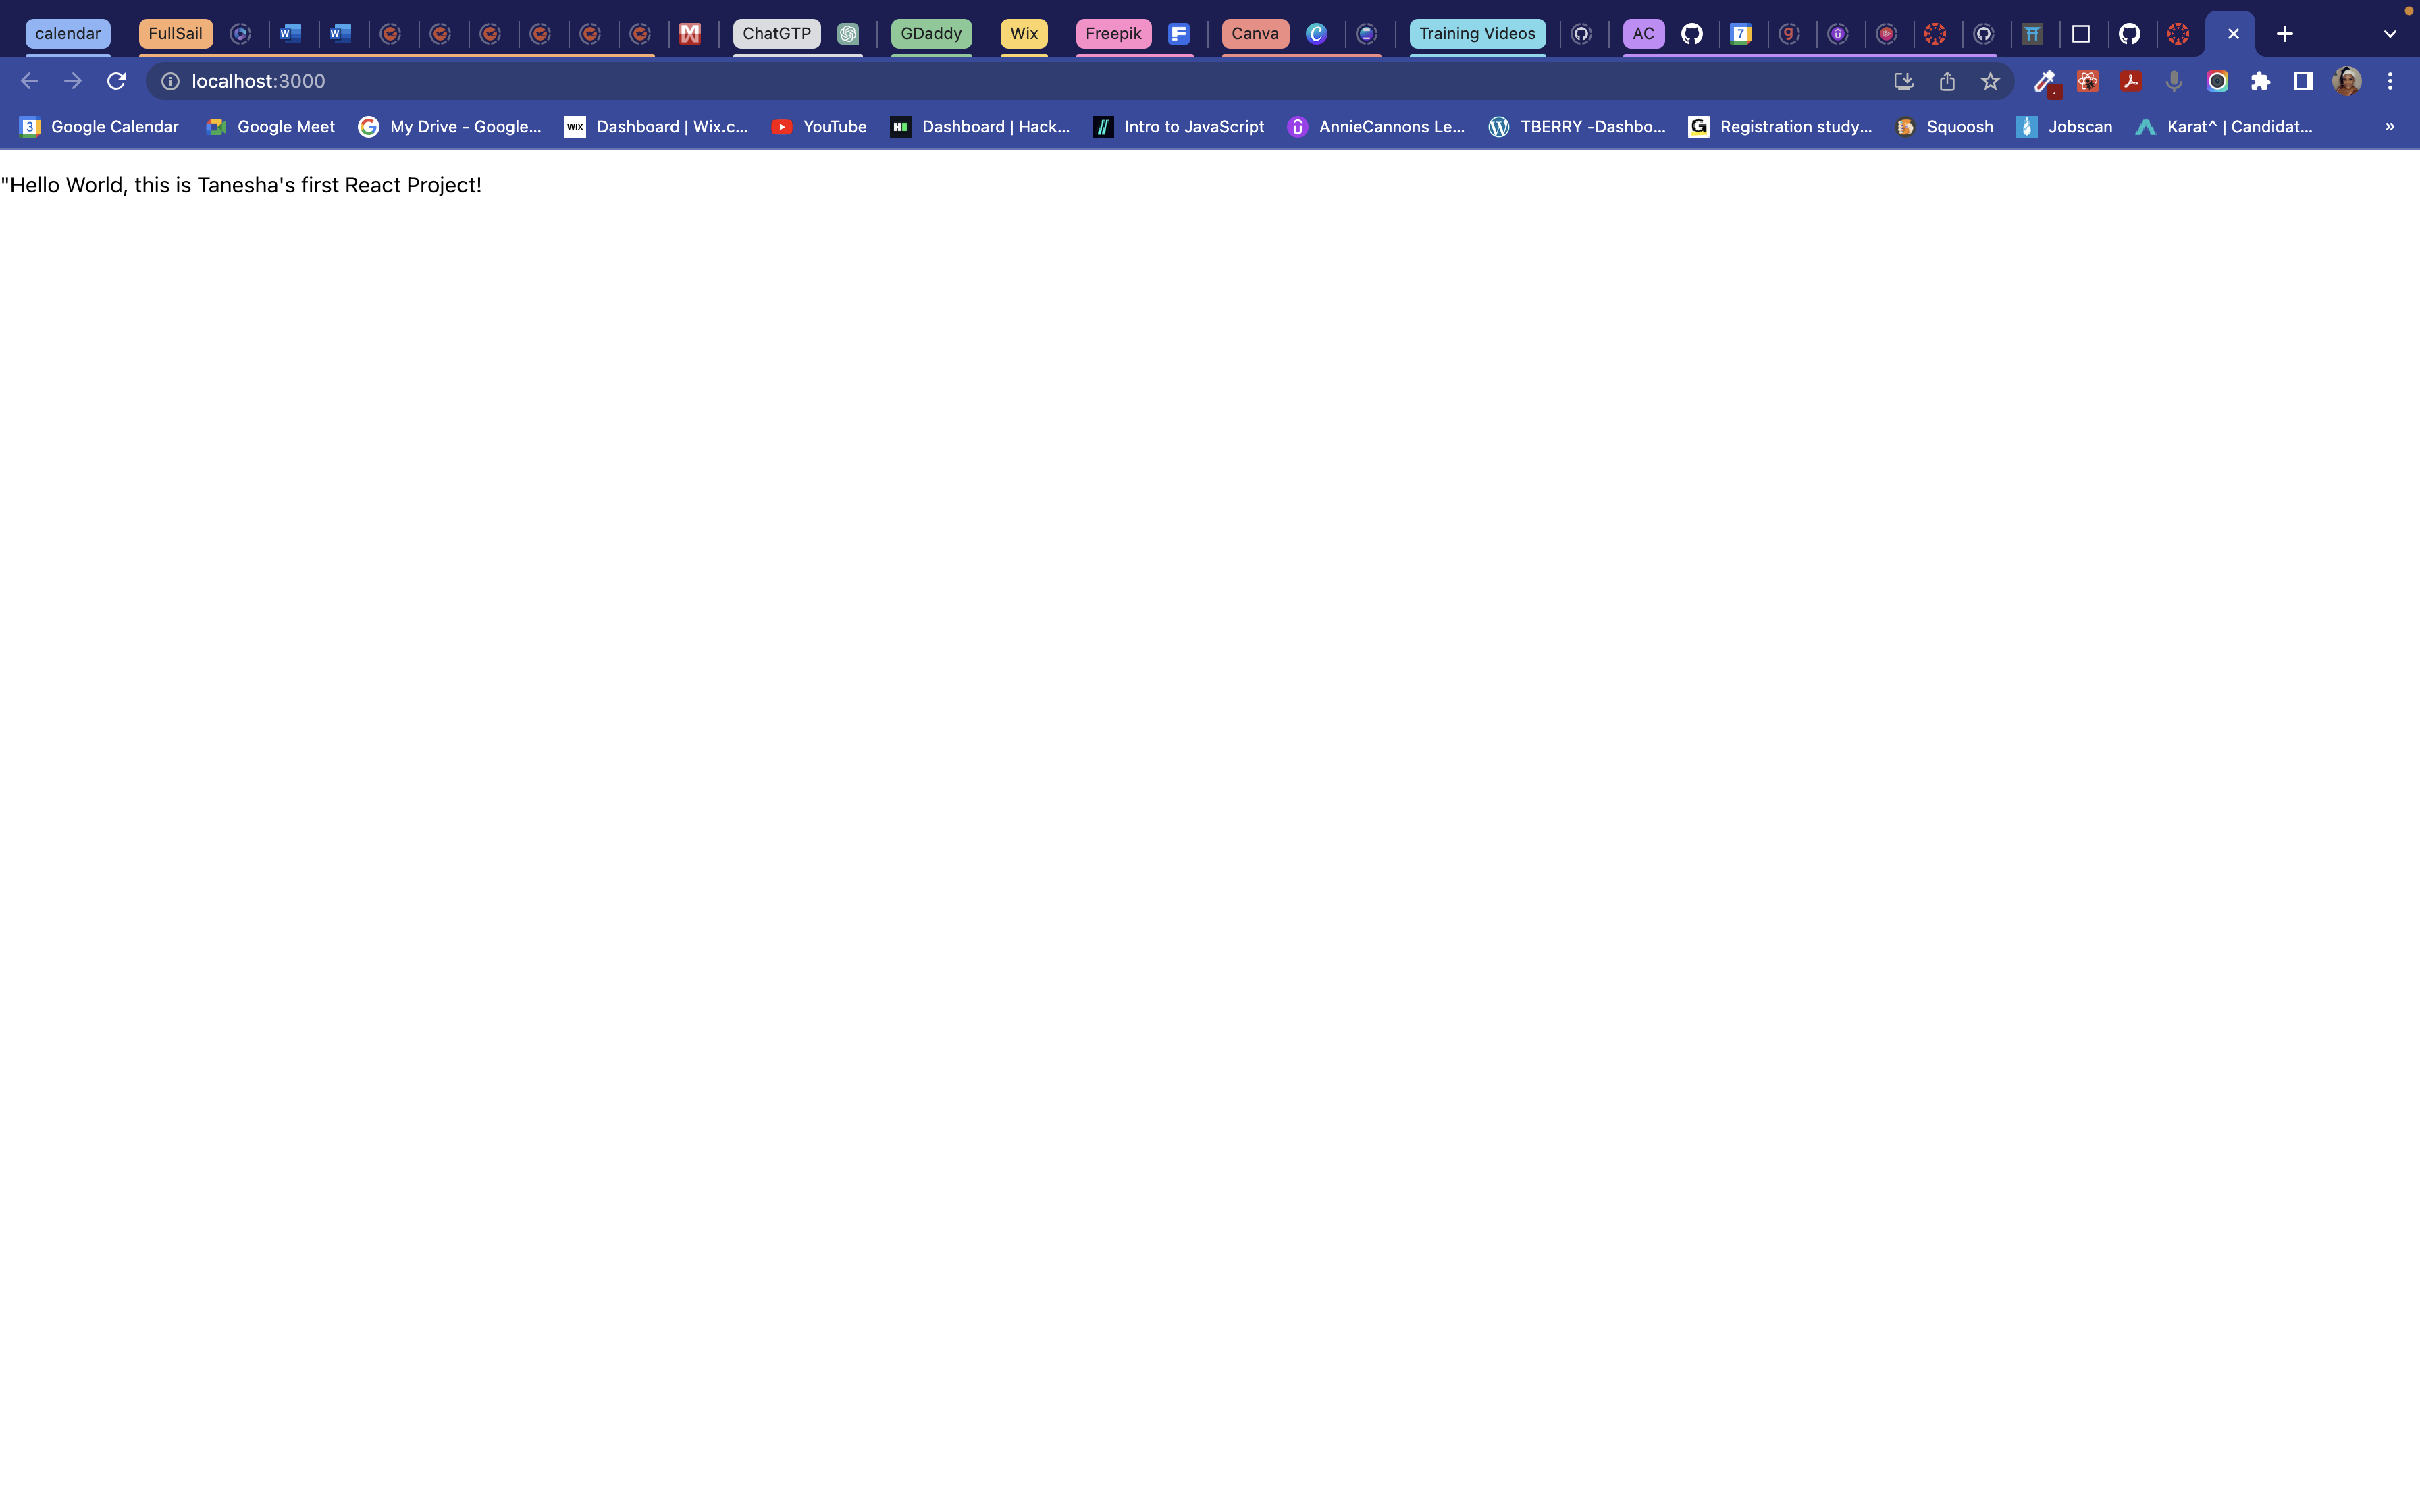 calendar FullSail ChatGTP GDaddy Wix Freepik Canva Training Videos AC
localhost:3000
Google Calendar Google Meet My Drive - Google... Dashboard | Wix.c... YouTube Dashboard | Hack... Intro to JavaScript AnnieCannons Le... TBERRY -Dashbo... Registration study... Squoosh Jobscan Karat^ | Candidat... »
"Hello World, this is Tanesha's first React Project!